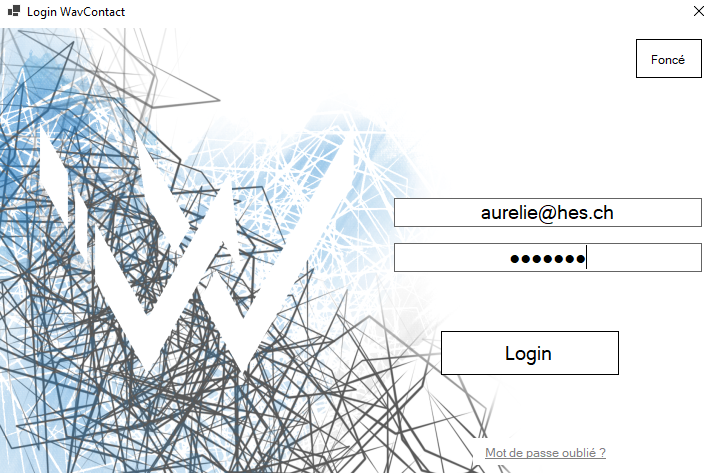 Login WavContact
Foncé
aurelie@hes.ch
●●●●●●●
Login
Mot de passe oublié ?